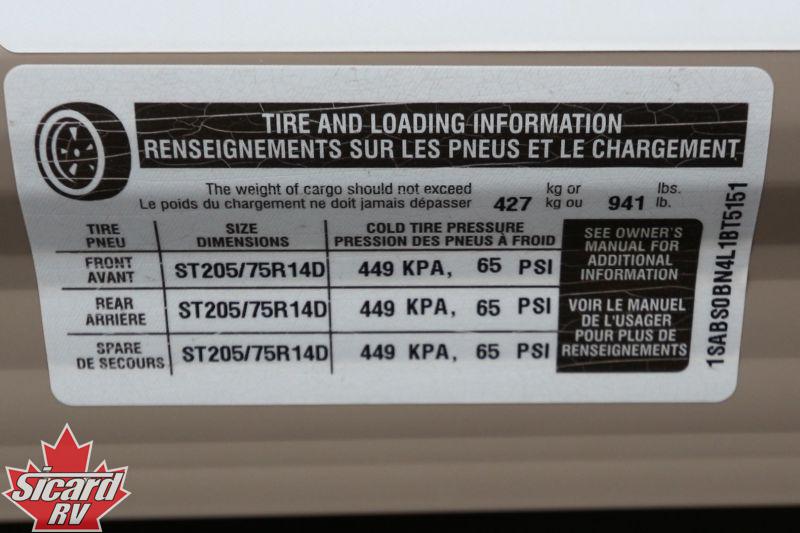 TIRE AND LOADING INFORMATION
RENSEIGNEMENTS SUR LES PNEUS ET LE CHARGEMENT
The weight of cargo should not exceed kg or lbs.
Le poids du chargement ne doit jamais dépasser 427 kg ou 941 lb.
TIRE SIZE COLD TIRE PRESSURE
PNEU DIMENSIONS PRESSION DES PNEUS À FROID
FRONT
AVANT ST205/75R14D 449 KPA, 65 PSI
REAR
ARRIÈRE ST205/75R14D 449 KPA, 65 PSI
SPARE
DE SECOURS ST205/75R14D 449 KPA, 65 PSI
SEE OWNER'S
MANUAL FOR
ADDITIONAL
INFORMATION
VOIR LE MANUEL
DE L'USAGER
POUR PLUS DE
RENSEIGNEMENTS
1SABS0BN4L1BT5151
Sicard
RV